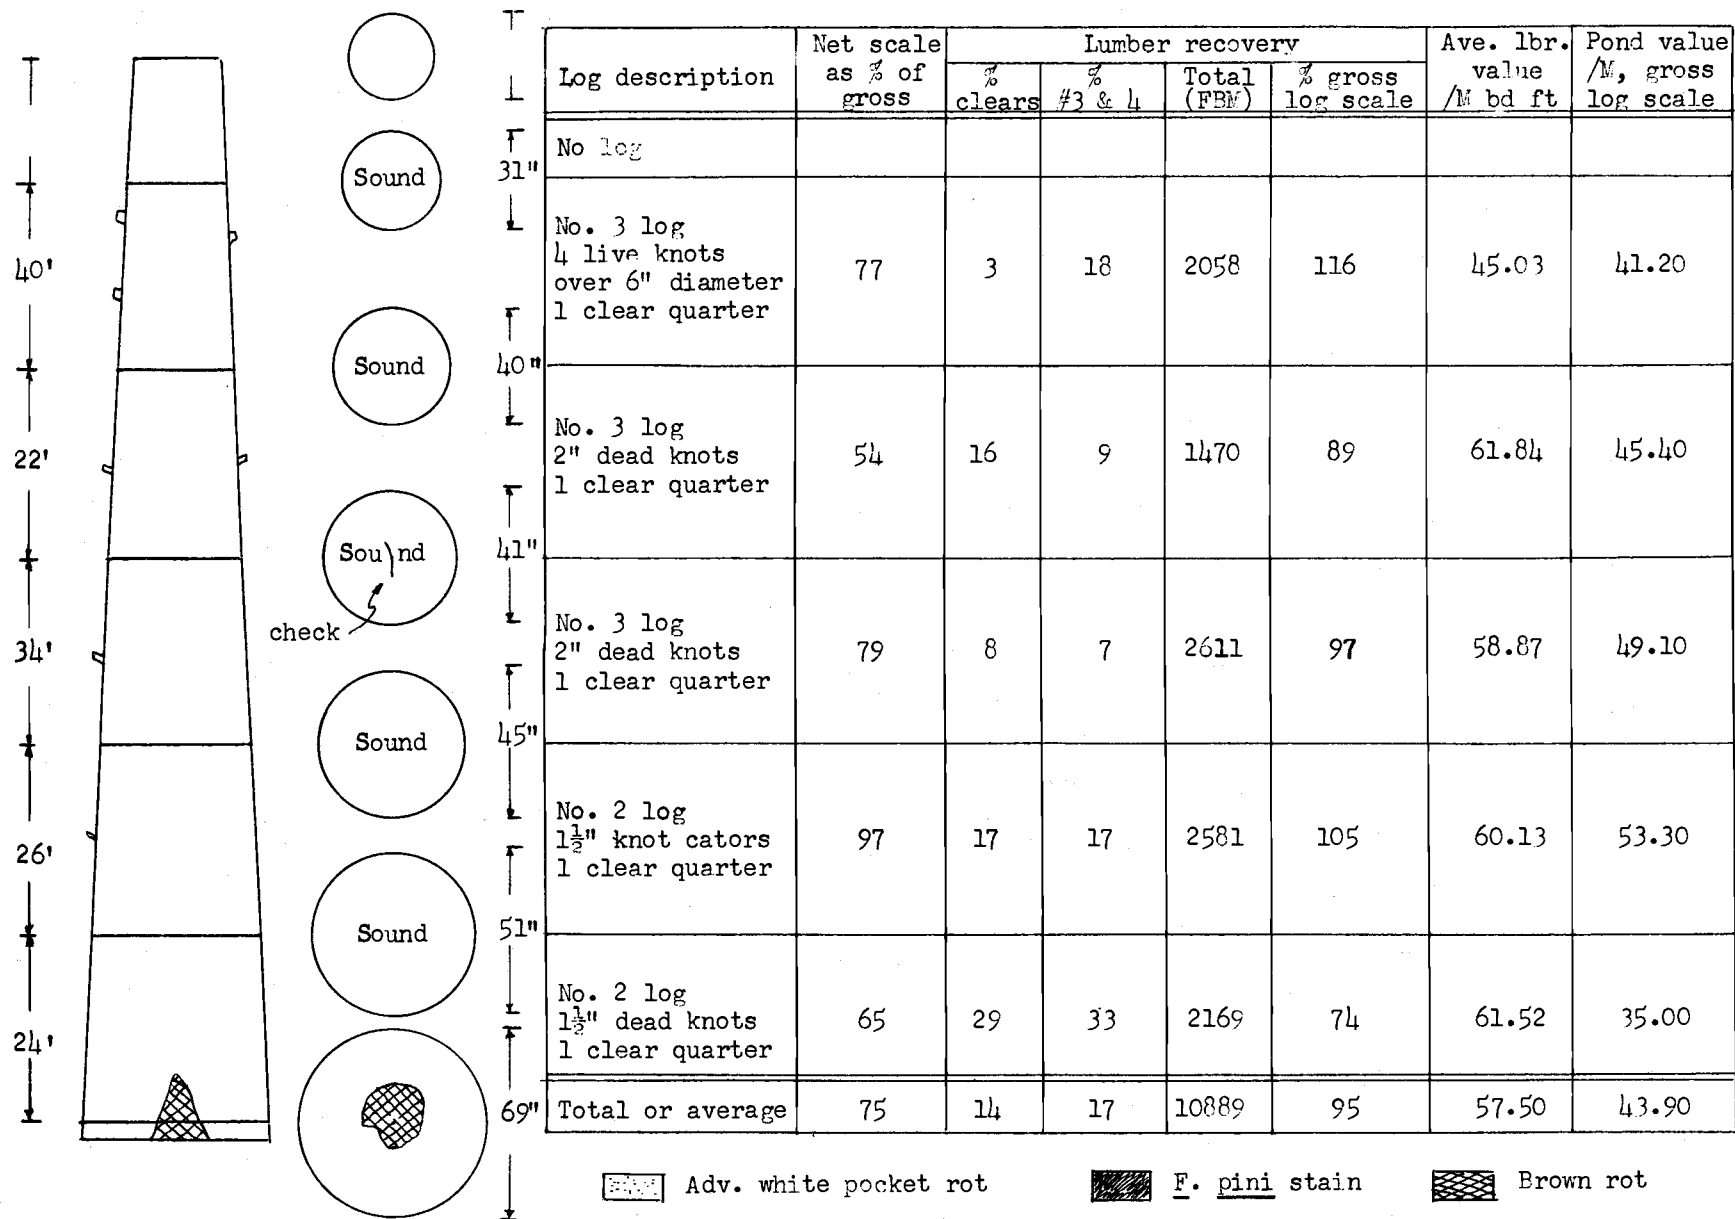 Log description
Net scale
as % of
gross
Lumber recovery
%
clears
%
#3 & 4
Total
(FBM)
% gross
log scale
Ave. lbr.
value
/M bd ft
Pond value
/M, gross
log scale
No log
Sound
31"
40'
No. 3 log
4 live knots
over 6" diameter
1 clear quarter
77 3 18 2058 116 45.03 41.20
Sound
40"
22'
No. 3 log
2" dead knots
1 clear quarter
54 16 9 1470 89 61.84 45.40
Sound
41"
check
34'
No. 3 log
2" dead knots
1 clear quarter
79 8 7 2611 97 58.87 49.10
Sound
45"
26'
No. 2 log
1½" knot cators
1 clear quarter
97 17 17 2581 105 60.13 53.30
Sound
51"
24'
No. 2 log
1½" dead knots
1 clear quarter
65 29 33 2169 74 61.52 35.00
69"
Total or average 75 14 17 10889 95 57.50 43.90
Adv. white pocket rot
F. pini stain
Brown rot